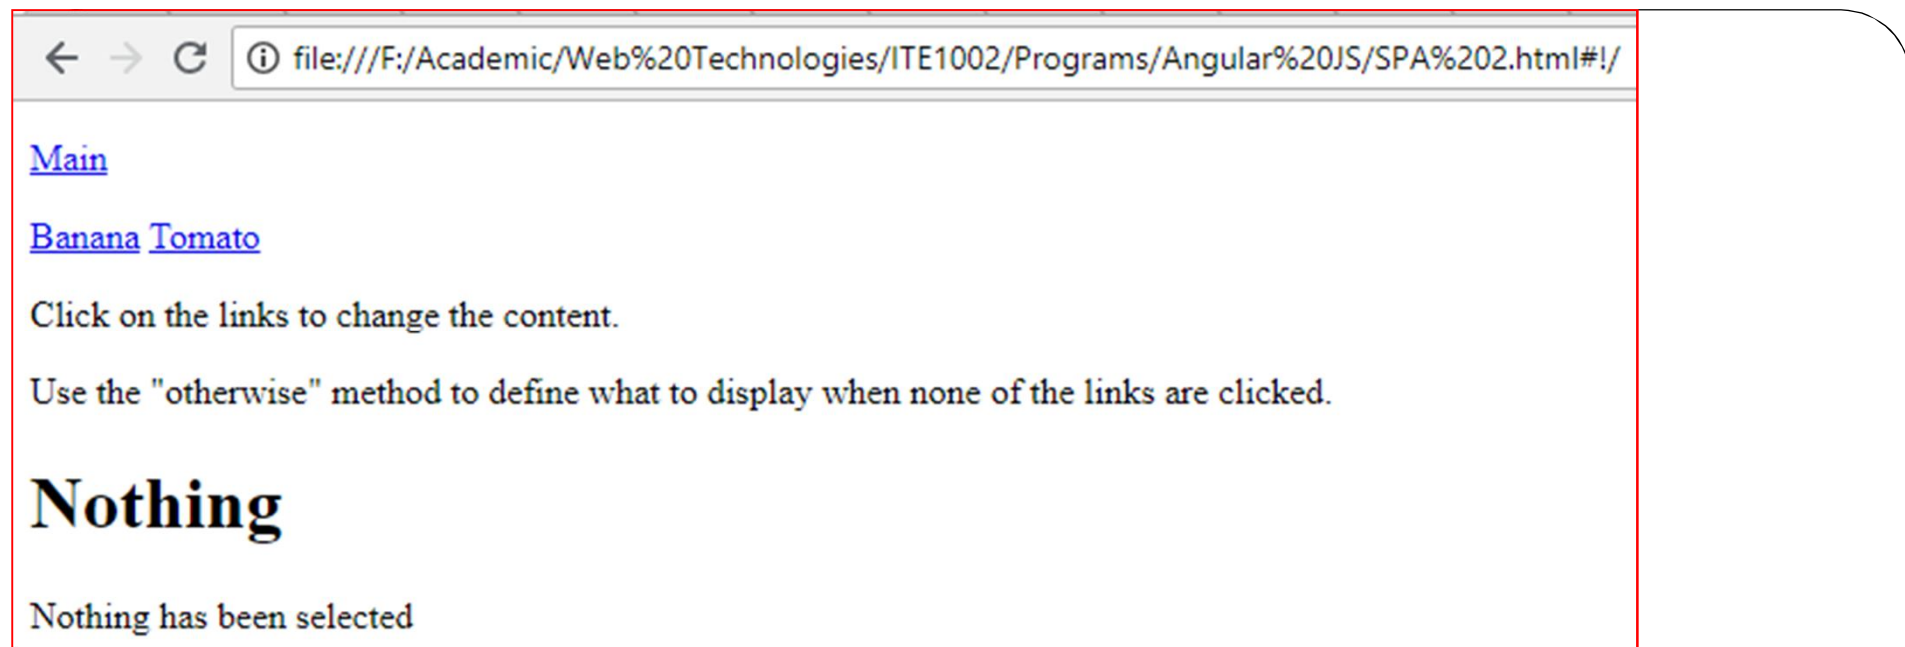 file:///F:/Academic/Web%20Technologies/ITE1002/Programs/Angular%20JS/SPA%202.html#!/
Main
Banana Tomato
Click on the links to change the content.
Use the "otherwise" method to define what to display when none of the links are clicked.
Nothing
Nothing has been selected